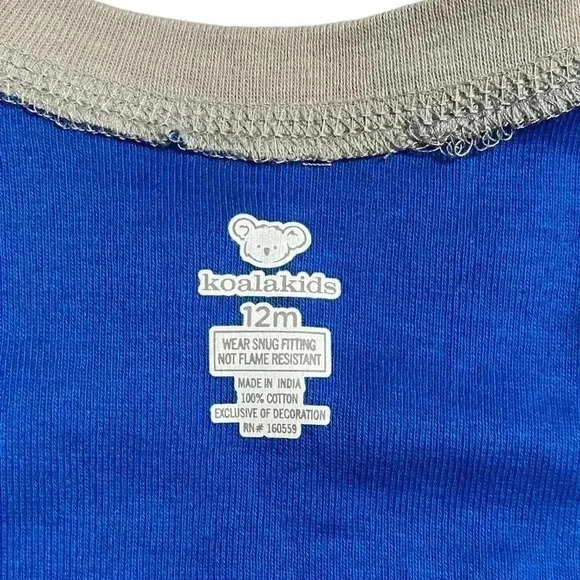 koalakids
12m
WEAR SNUG FITTING
NOT FLAME RESISTANT
MADE IN INDIA
100% COTTON
EXCLUSIVE OF DECORATION
RN# 160559